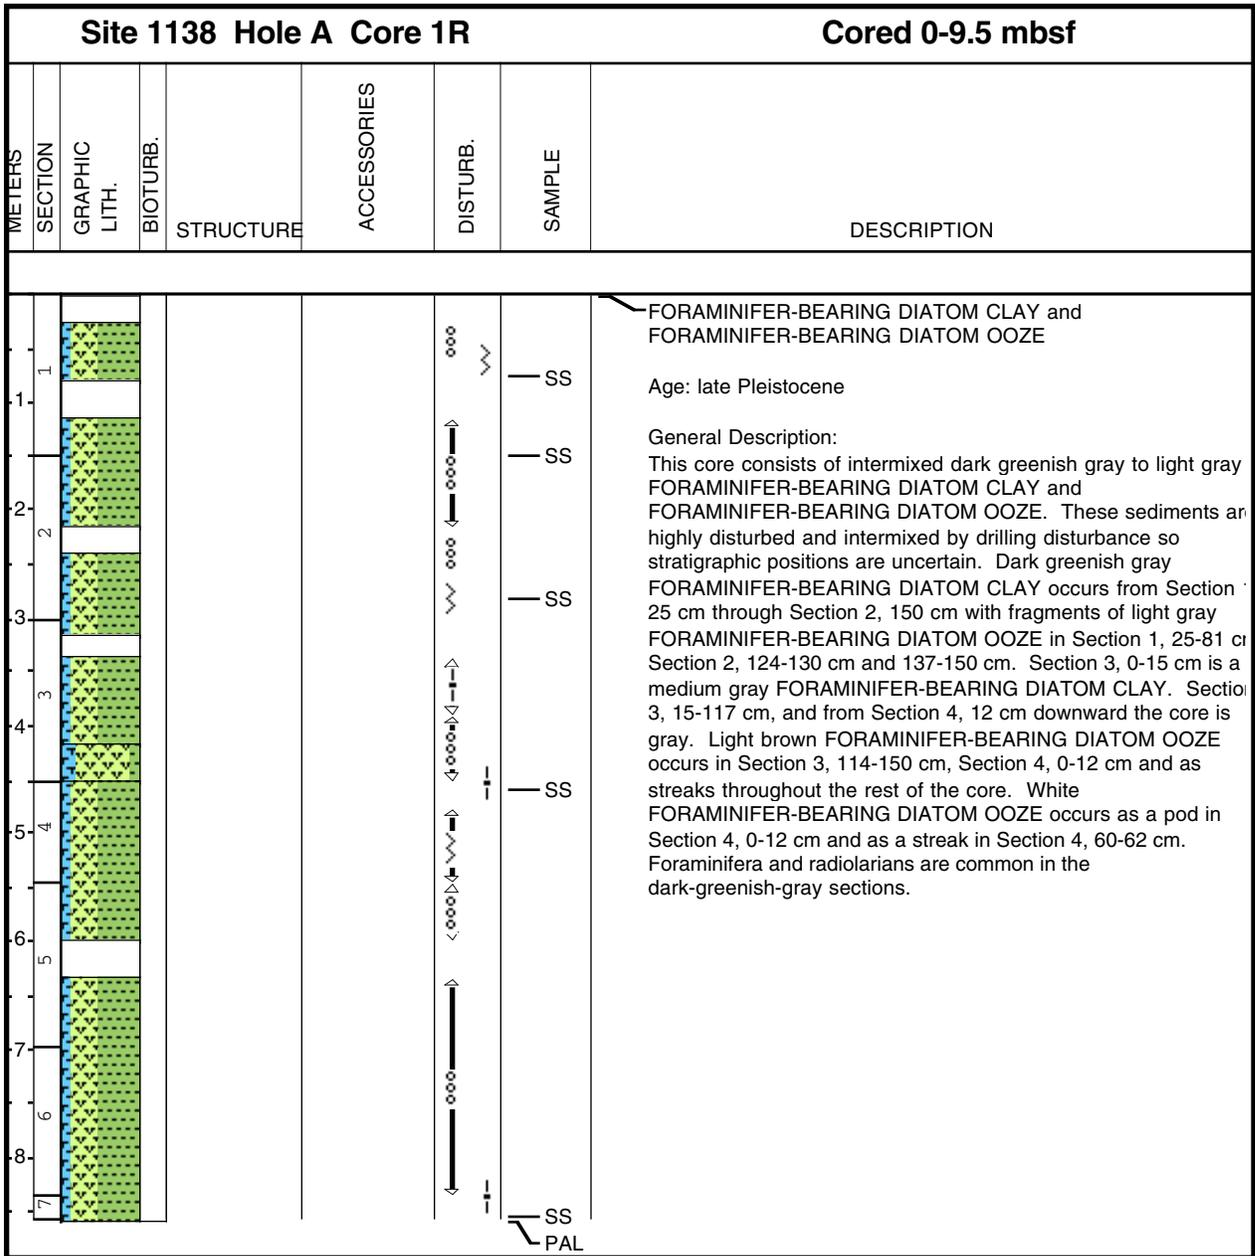 Site 1138 Hole A Core 1R
Cored 0-9.5 mbsf
METERS
SECTION
GRAPHIC
LITH.
BIOTURB.
STRUCTURE
ACCESSORIES
DISTURB.
SAMPLE
DESCRIPTION
1
2
3
4
5
6
7
8
1
2
3
4
5
6
7
SS
SS
SS
SS
SS
PAL
FORAMINIFER-BEARING DIATOM CLAY and
FORAMINIFER-BEARING DIATOM OOZE
Age: late Pleistocene
General Description:
This core consists of intermixed dark greenish gray to light gray
FORAMINIFER-BEARING DIATOM CLAY and
FORAMINIFER-BEARING DIATOM OOZE. These sediments are
highly disturbed and intermixed by drilling disturbance so
stratigraphic positions are uncertain. Dark greenish gray
FORAMINIFER-BEARING DIATOM CLAY occurs from Section
25 cm through Section 2, 150 cm with fragments of light gray
FORAMINIFER-BEARING DIATOM OOZE in Section 1, 25-81 cm
Section 2, 124-130 cm and 137-150 cm. Section 3, 0-15 cm is a
medium gray FORAMINIFER-BEARING DIATOM CLAY. Section
3, 15-117 cm, and from Section 4, 12 cm downward the core is
gray. Light brown FORAMINIFER-BEARING DIATOM OOZE
occurs in Section 3, 114-150 cm, Section 4, 0-12 cm and as
streaks throughout the rest of the core. White
FORAMINIFER-BEARING DIATOM OOZE occurs as a pod in
Section 4, 0-12 cm and as a streak in Section 4, 60-62 cm.
Foraminifera and radiolarians are common in the
dark-greenish-gray sections.